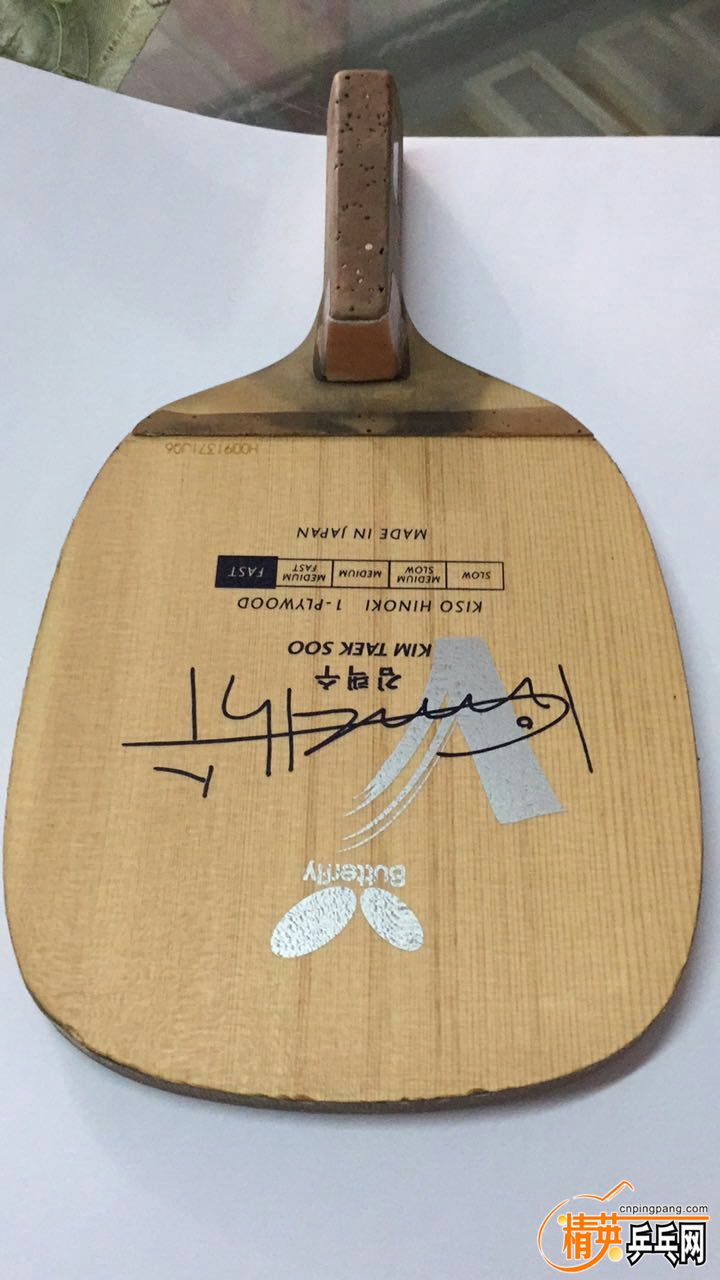 Butterfly
김택수
KIM TAEK SOO
KISO HINOKI 1-PLYWOOD
SLOW
MEDIUM SLOW
MEDIUM
MEDIUM FAST
FAST
MADE IN JAPAN
cnpingpang.com
精英乒乓网